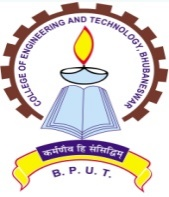 COLLEGE OF ENGINEERING AND TECHNOLOGY, BHUBANESWAR
कर्मणैव हि संसिद्धिम्
B. P. U. T.